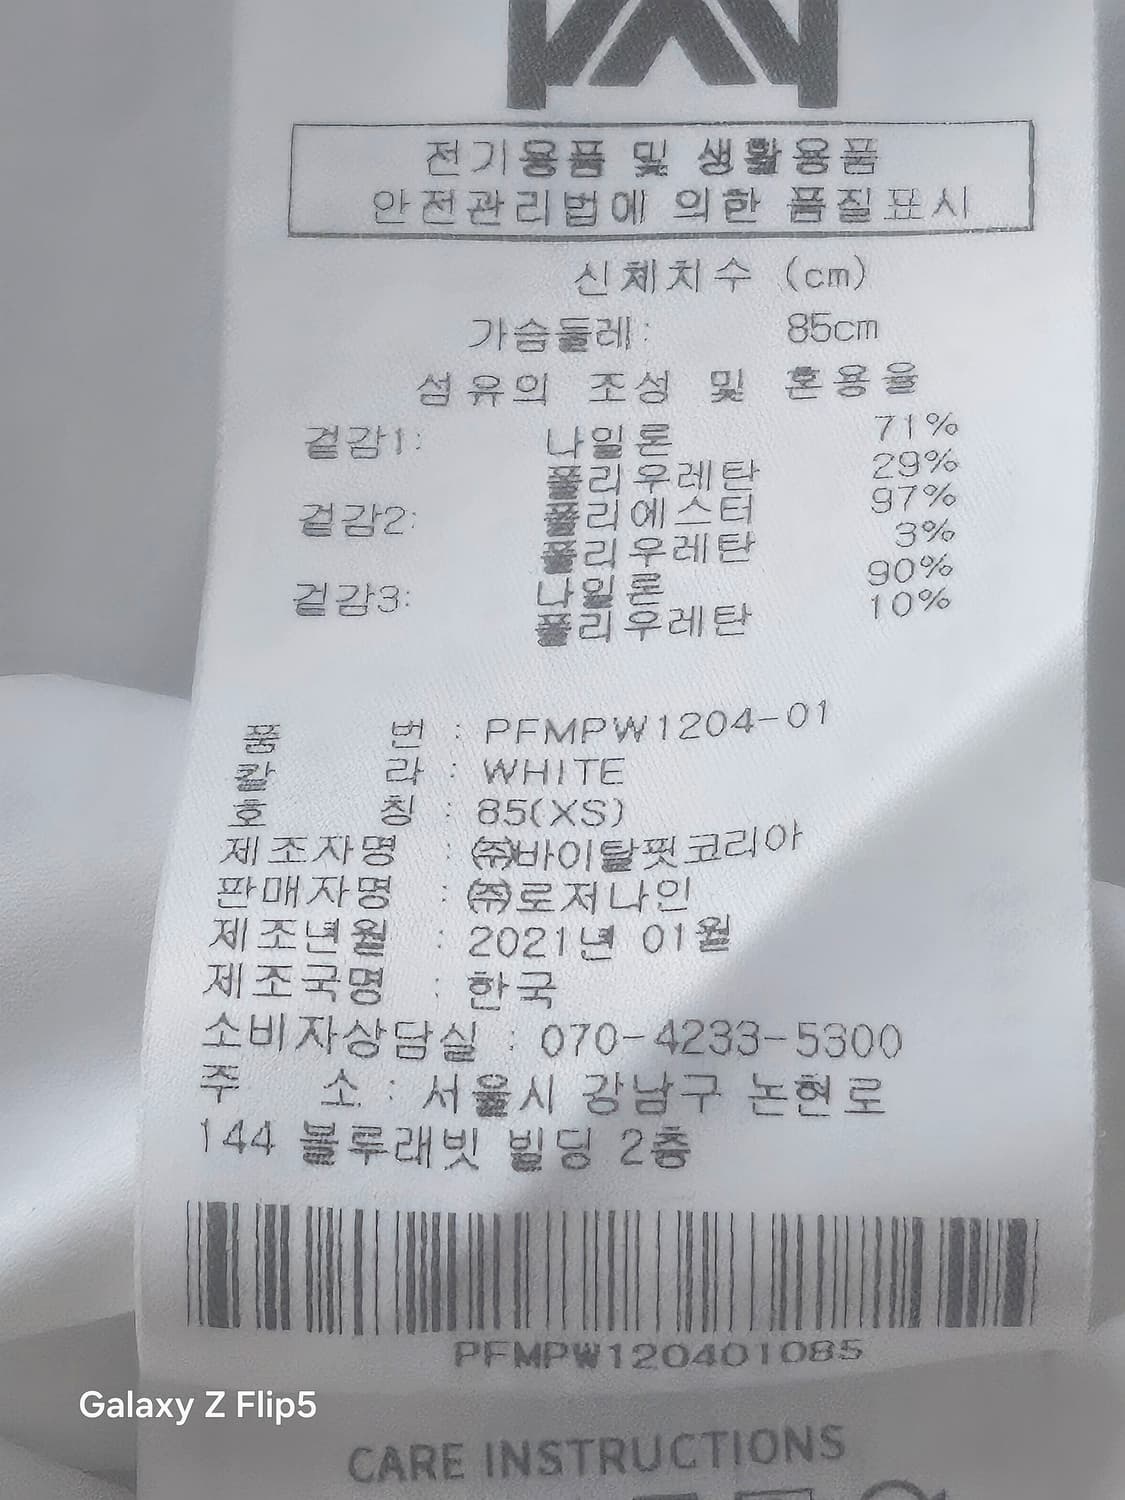 전기용품 및 생활용품
안전관리법에 의한 품질표시
신체치수 (cm)
가슴둘레: 85cm
섬유의 조성 및 혼용율
겉감1: 나일론 71%
폴리우레탄 29%
겉감2: 폴리에스터 97%
폴리우레탄 3%
겉감3: 나일론 90%
폴리우레탄 10%
품 번 : PFMPW1204-01
칼 라 : WHITE
호 칭 : 85(XS)
제조자명 : ㈜바이탈핏코리아
판매자명 : ㈜로저나인
제조년월 : 2021년 01월
제조국명 : 한국
소비자상담실 : 070-4233-5300
주 소 : 서울시 강남구 논현로
144 블루래빗 빌딩 2층
PFMPW120401085
Galaxy Z Flip5
CARE INSTRUCTIONS